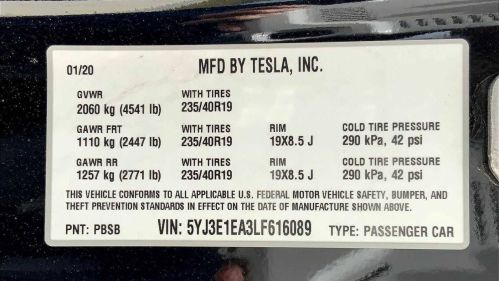 01/20 MFD BY TESLA, INC.
GVWR WITH TIRES
2060 kg (4541 lb) 235/40R19
GAWR FRT WITH TIRES RIM COLD TIRE PRESSURE
1110 kg (2447 lb) 235/40R19 19X8.5 J 290 kPa, 42 psi
GAWR RR WITH TIRES RIM COLD TIRE PRESSURE
1257 kg (2771 lb) 235/40R19 19X8.5 J 290 kPa, 42 psi
THIS VEHICLE CONFORMS TO ALL APPLICABLE U.S. FEDERAL MOTOR VEHICLE SAFETY, BUMPER, AND
THEFT PREVENTION STANDARDS IN EFFECT ON THE DATE OF MANUFACTURE SHOWN ABOVE.
PNT: PBSB VIN: 5YJ3E1EA3LF616089 TYPE: PASSENGER CAR